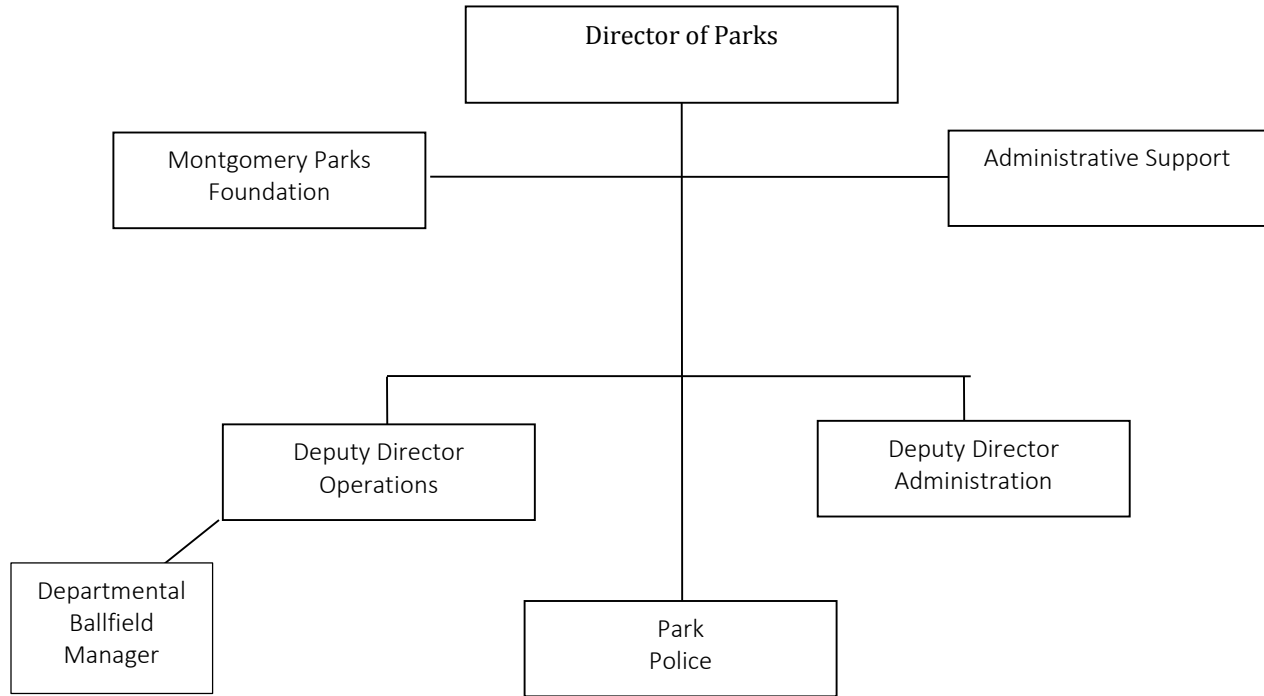 Director of Parks
Montgomery Parks
Foundation
Administrative Support
Deputy Director
Operations
Deputy Director
Administration
Departmental
Ballfield
Manager
Park
Police